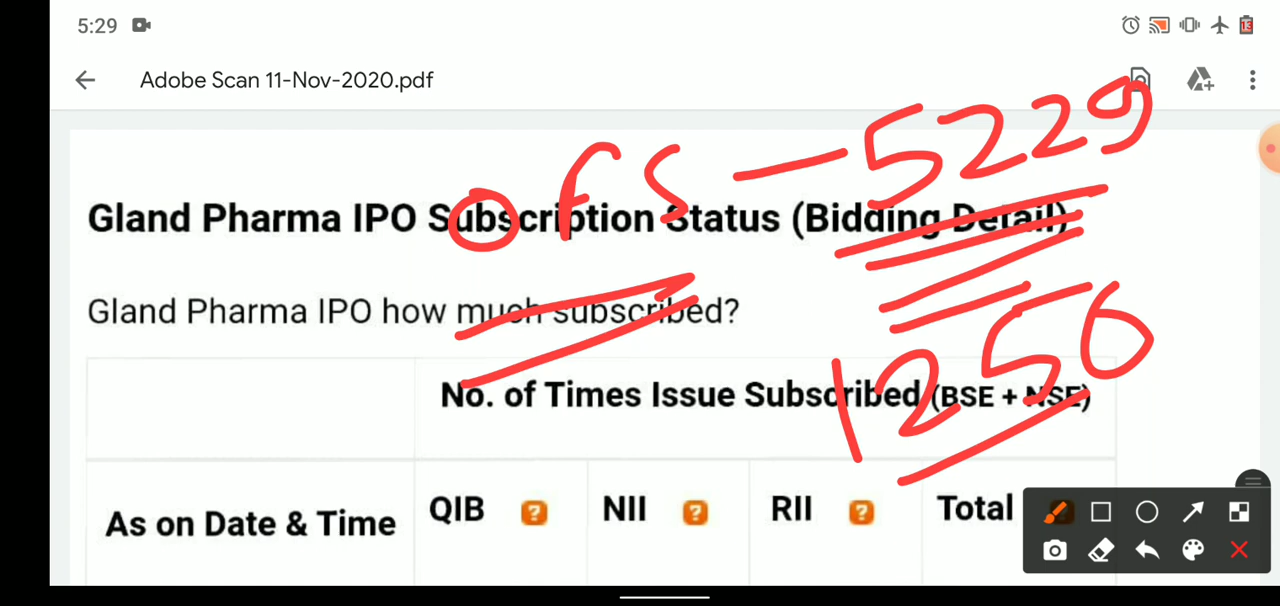 5:29
13
Adobe Scan 11-Nov-2020.pdf
OFS - 5229
Gland Pharma IPO Subscription Status (Bidding Detail)
Gland Pharma IPO how much subscribed?
1256
No. of Times Issue Subscribed (BSE + NSE)
As on Date & Time QIB ? NII ? RII ? Total